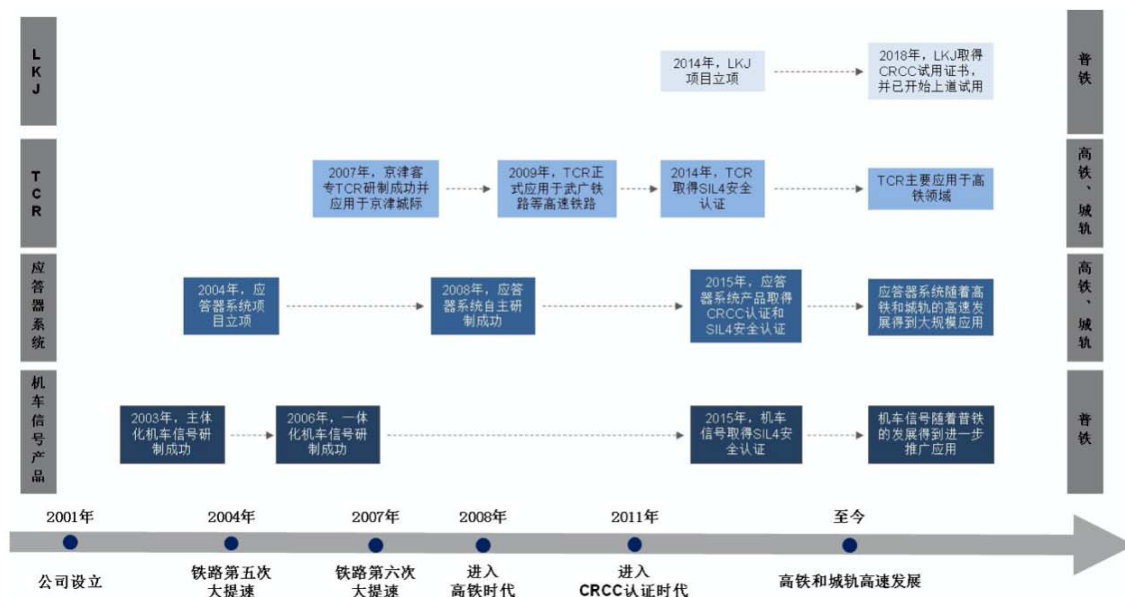 LKJ
2014年，LKJ
项目立项
2018年，LKJ取得
CRCC试用证书，
并已开始上道试用
普铁
TCR
2007年，京津客
专TCR研制成功并
应用于京津城际
2009年，TCR正
式应用于武广铁
路等高速铁路
2014年，TCR
取得SIL4安全
认证
TCR主要应用于高
铁领域
高铁、城轨
应答器系统
2004年，应答
器系统项
目立项
2008年，应答
器系统自主研
制成功
2015年，应答
器系统产品取得
CRCC认证和
SIL4安全认证
应答器系统随着高
铁和城轨的高速发
展得到大规模应用
高铁、城轨
机车信号产品
2003年，主体
化机车信号研
制成功
2006年，一体
化机车信号研
制成功
2015年，机车
信号取得SIL4安
全认证
机车信号随着普铁
的发展得到进一步
推广应用
普铁
2001年
2004年
2007年
2008年
2011年
至今
公司设立
铁路第五次
大提速
铁路第六次
大提速
进入
高铁时代
进入
CRCC认证时代
高铁和城轨高速发展